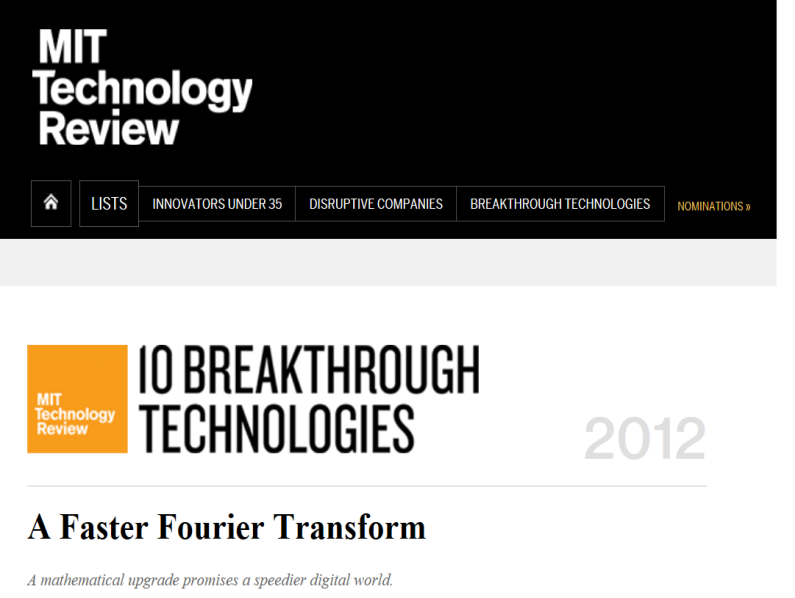 MIT
Technology
Review
LISTS
INNOVATORS UNDER 35
DISRUPTIVE COMPANIES
BREAKTHROUGH TECHNOLOGIES
NOMINATIONS »
MIT
Technology
Review
10 BREAKTHROUGH
TECHNOLOGIES
2012
A Faster Fourier Transform
A mathematical upgrade promises a speedier digital world.